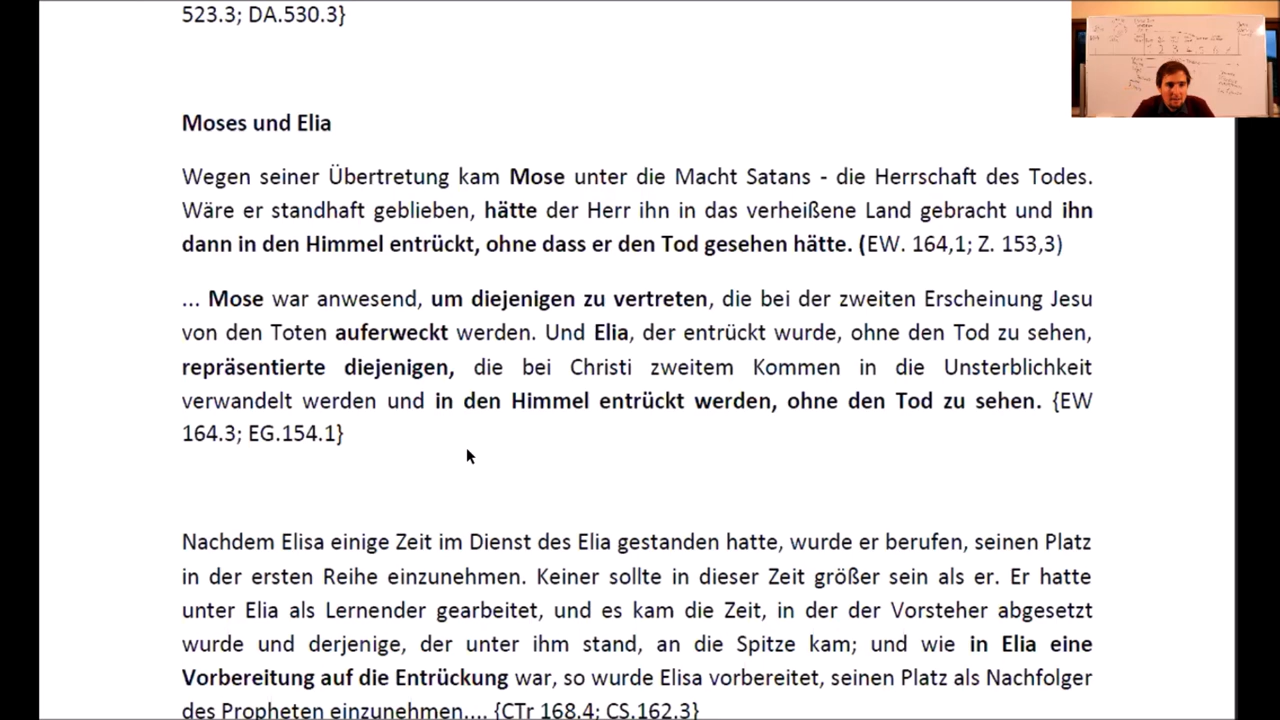 523.3; DA.530.3}
Moses und Elia
Wegen seiner Übertretung kam Mose unter die Macht Satans - die Herrschaft des Todes.
Wäre er standhaft geblieben, hätte der Herr ihn in das verheißene Land gebracht und ihn
dann in den Himmel entrückt, ohne dass er den Tod gesehen hätte. (EW. 164,1; Z. 153,3)
... Mose war anwesend, um diejenigen zu vertreten, die bei der zweiten Erscheinung Jesu
von den Toten auferweckt werden. Und Elia, der entrückt wurde, ohne den Tod zu sehen,
repräsentierte diejenigen, die bei Christi zweitem Kommen in die Unsterblichkeit
verwandelt werden und in den Himmel entrückt werden, ohne den Tod zu sehen. {EW
164.3; EG.154.1}
Nachdem Elisa einige Zeit im Dienst des Elia gestanden hatte, wurde er berufen, seinen Platz
in der ersten Reihe einzunehmen. Keiner sollte in dieser Zeit größer sein als er. Er hatte
unter Elia als Lernender gearbeitet, und es kam die Zeit, in der der Vorsteher abgesetzt
wurde und derjenige, der unter ihm stand, an die Spitze kam; und wie in Elia eine
Vorbereitung auf die Entrückung war, so wurde Elisa vorbereitet, seinen Platz als Nachfolger
des Propheten einzunehmen.... {CTr 168.4; CS.162.3}